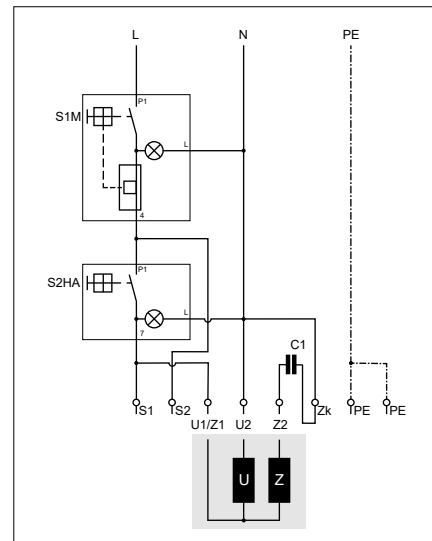 L N PE
P1
S1M
L
4
P1
S2HA
L
7
C1
S1 S2 Zk PE PE
U1/Z1 U2 Z2
U Z